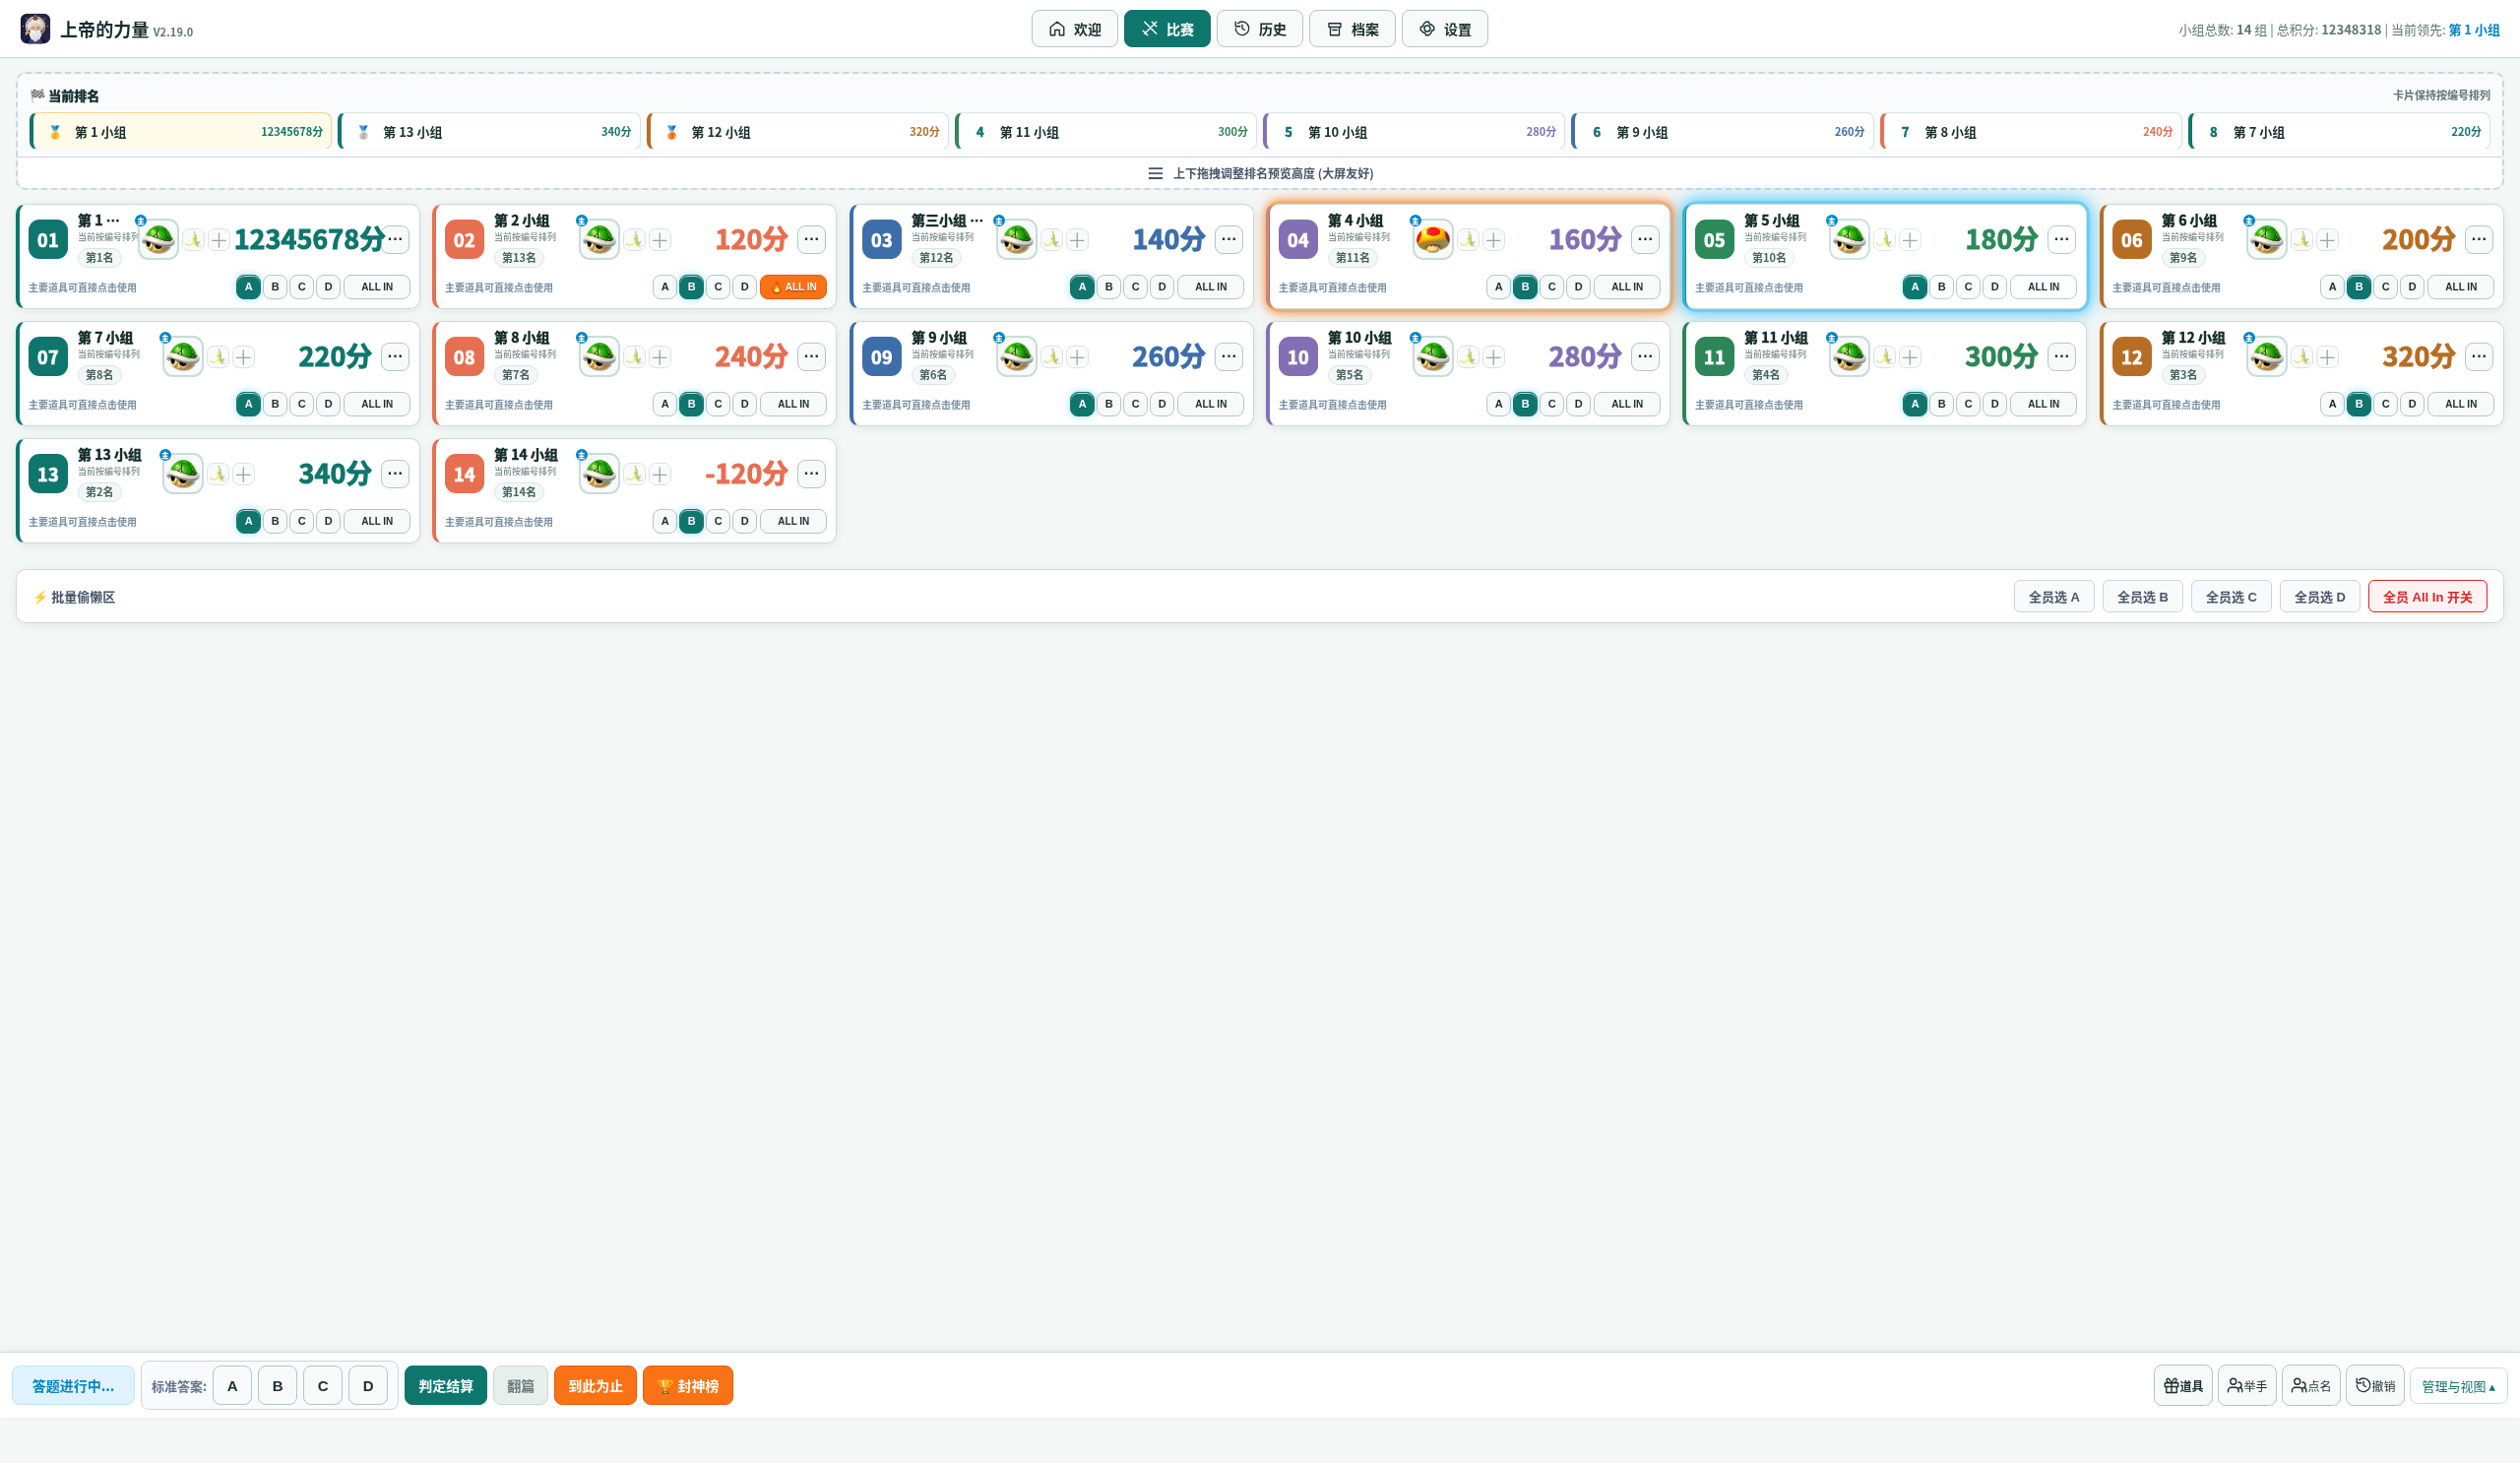 上帝的力量 V2.19.0
欢迎
比赛
历史
档案
设置
小组总数: 14 组 | 总积分: 12348318 | 当前领先: 第 1 小组
🏁 当前排名
卡片保持按编号排列
🥇 第 1 小组 12345678分
🥈 第 13 小组 340分
🥉 第 12 小组 320分
4 第 11 小组 300分
5 第 10 小组 280分
6 第 9 小组 260分
7 第 8 小组 240分
8 第 7 小组 220分
上下拖拽调整排名预览高度 (大屏友好)
01 第 1 ··· 主 12345678分 ···
当前按编号排列
第1名
主要道具可直接点击使用 A B C D ALL IN
02 第 2 小组 主 120分 ···
当前按编号排列
第13名
主要道具可直接点击使用 A B C D 🔥 ALL IN
03 第三小组 ··· 主 140分 ···
当前按编号排列
第12名
主要道具可直接点击使用 A B C D ALL IN
04 第 4 小组 主 160分 ···
当前按编号排列
第11名
主要道具可直接点击使用 A B C D ALL IN
05 第 5 小组 主 180分 ···
当前按编号排列
第10名
主要道具可直接点击使用 A B C D ALL IN
06 第 6 小组 主 200分 ···
当前按编号排列
第9名
主要道具可直接点击使用 A B C D ALL IN
07 第 7 小组 主 220分 ···
当前按编号排列
第8名
主要道具可直接点击使用 A B C D ALL IN
08 第 8 小组 主 240分 ···
当前按编号排列
第7名
主要道具可直接点击使用 A B C D ALL IN
09 第 9 小组 主 260分 ···
当前按编号排列
第6名
主要道具可直接点击使用 A B C D ALL IN
10 第 10 小组 主 280分 ···
当前按编号排列
第5名
主要道具可直接点击使用 A B C D ALL IN
11 第 11 小组 主 300分 ···
当前按编号排列
第4名
主要道具可直接点击使用 A B C D ALL IN
12 第 12 小组 主 320分 ···
当前按编号排列
第3名
主要道具可直接点击使用 A B C D ALL IN
13 第 13 小组 主 340分 ···
当前按编号排列
第2名
主要道具可直接点击使用 A B C D ALL IN
14 第 14 小组 主 -120分 ···
当前按编号排列
第14名
主要道具可直接点击使用 A B C D ALL IN
⚡ 批量偷懒区
全员选 A
全员选 B
全员选 C
全员选 D
全员 All In 开关
答题进行中...
标准答案: A B C D
判定结算
翻篇
到此为止
🏆 封神榜
道具
举手
点名
撤销
管理与视图 ▴